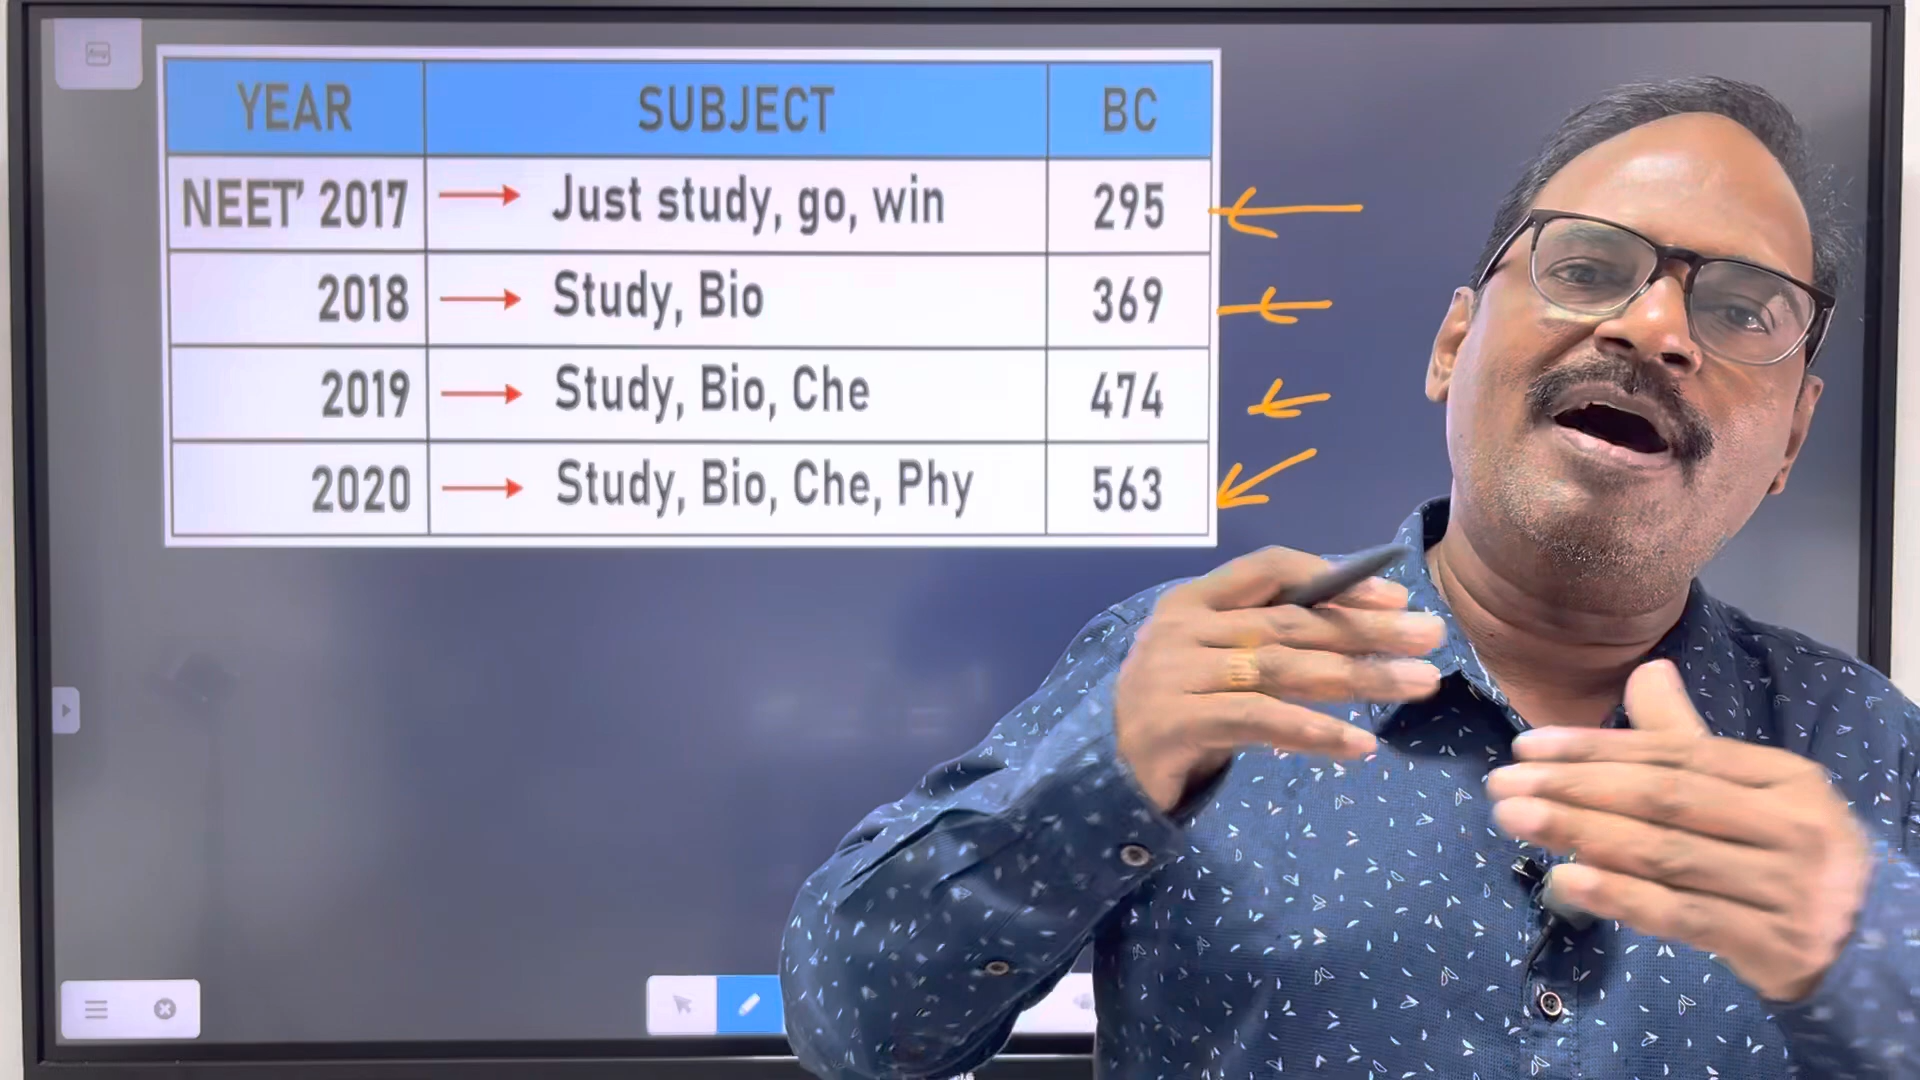 YEAR SUBJECT BC
NEET' 2017 → Just study, go, win 295
2018 → Study, Bio 369
2019 → Study, Bio, Che 474
2020 → Study, Bio, Che, Phy 563